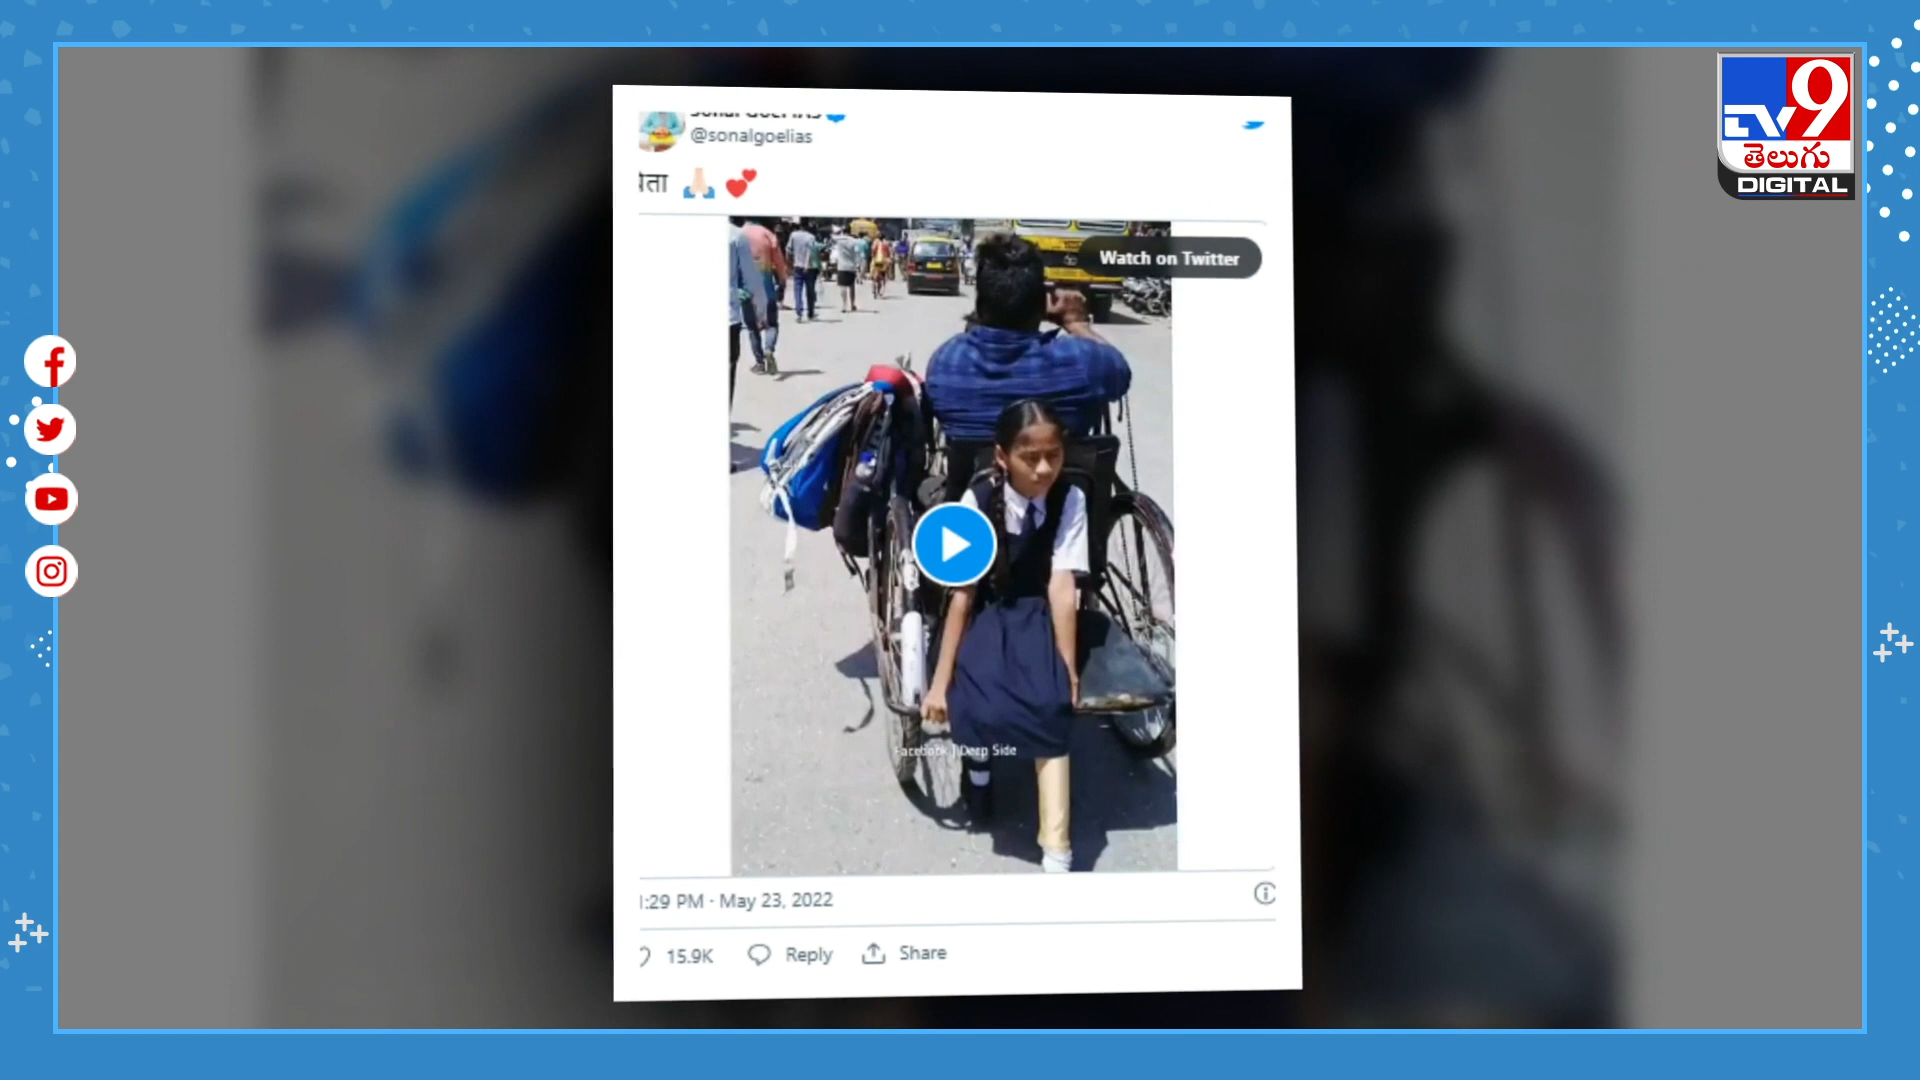 @sonalgoelias
TV9
తెలుగు
DIGITAL
Watch on Twitter
Facebook | Deep Side
:29 PM · May 23, 2022
15.9K Reply Share